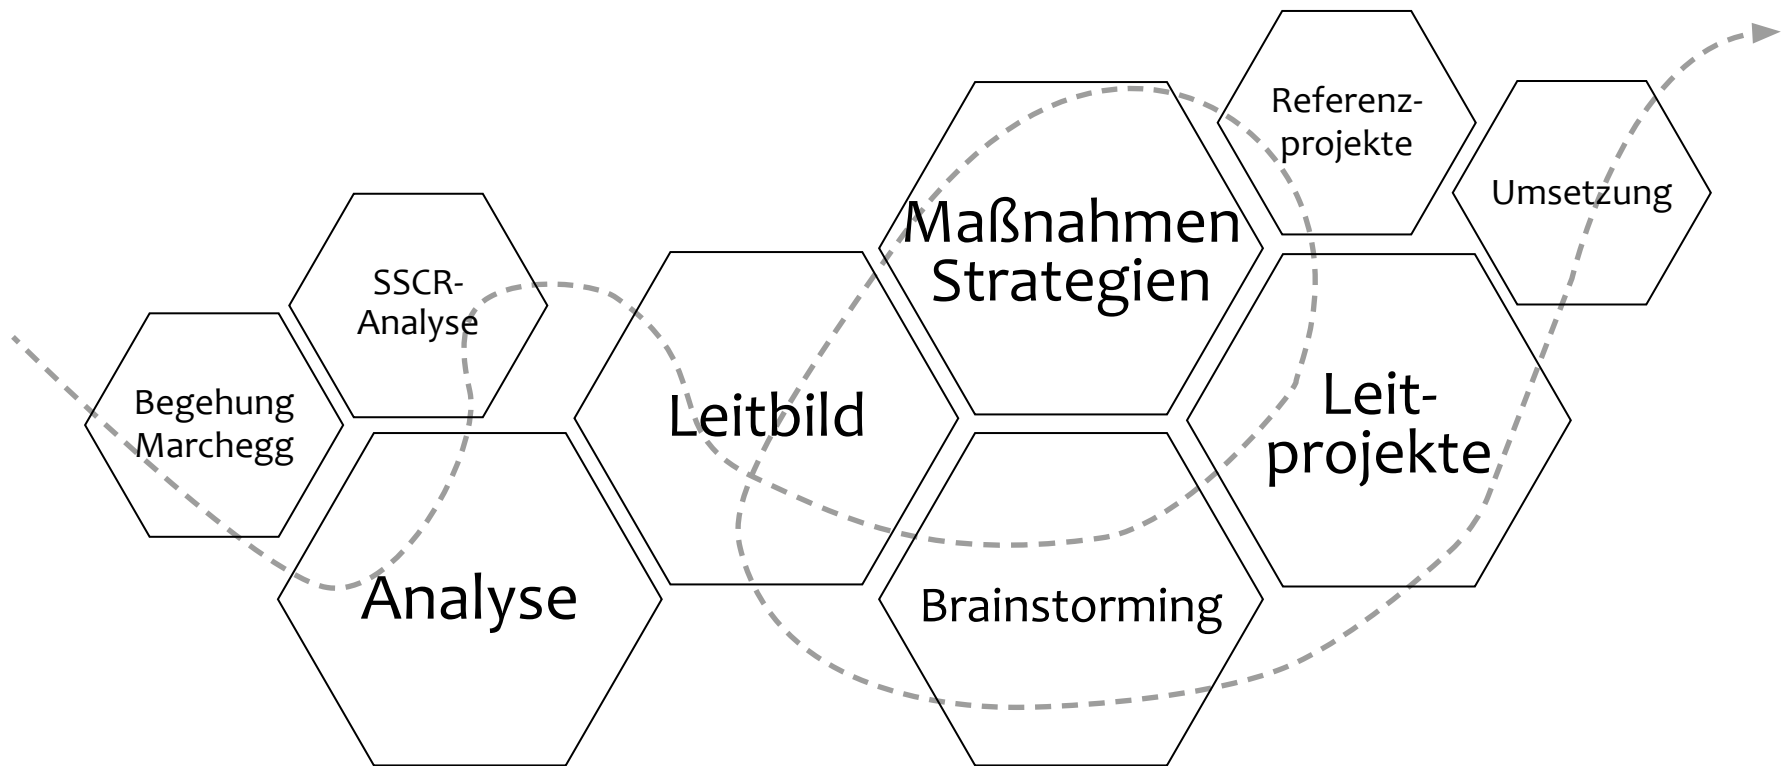 Begehung
Marchegg
SSCR-
Analyse
Analyse
Leitbild
Maßnahmen
Strategien
Brainstorming
Referenz-
projekte
Leit-
projekte
Umsetzung